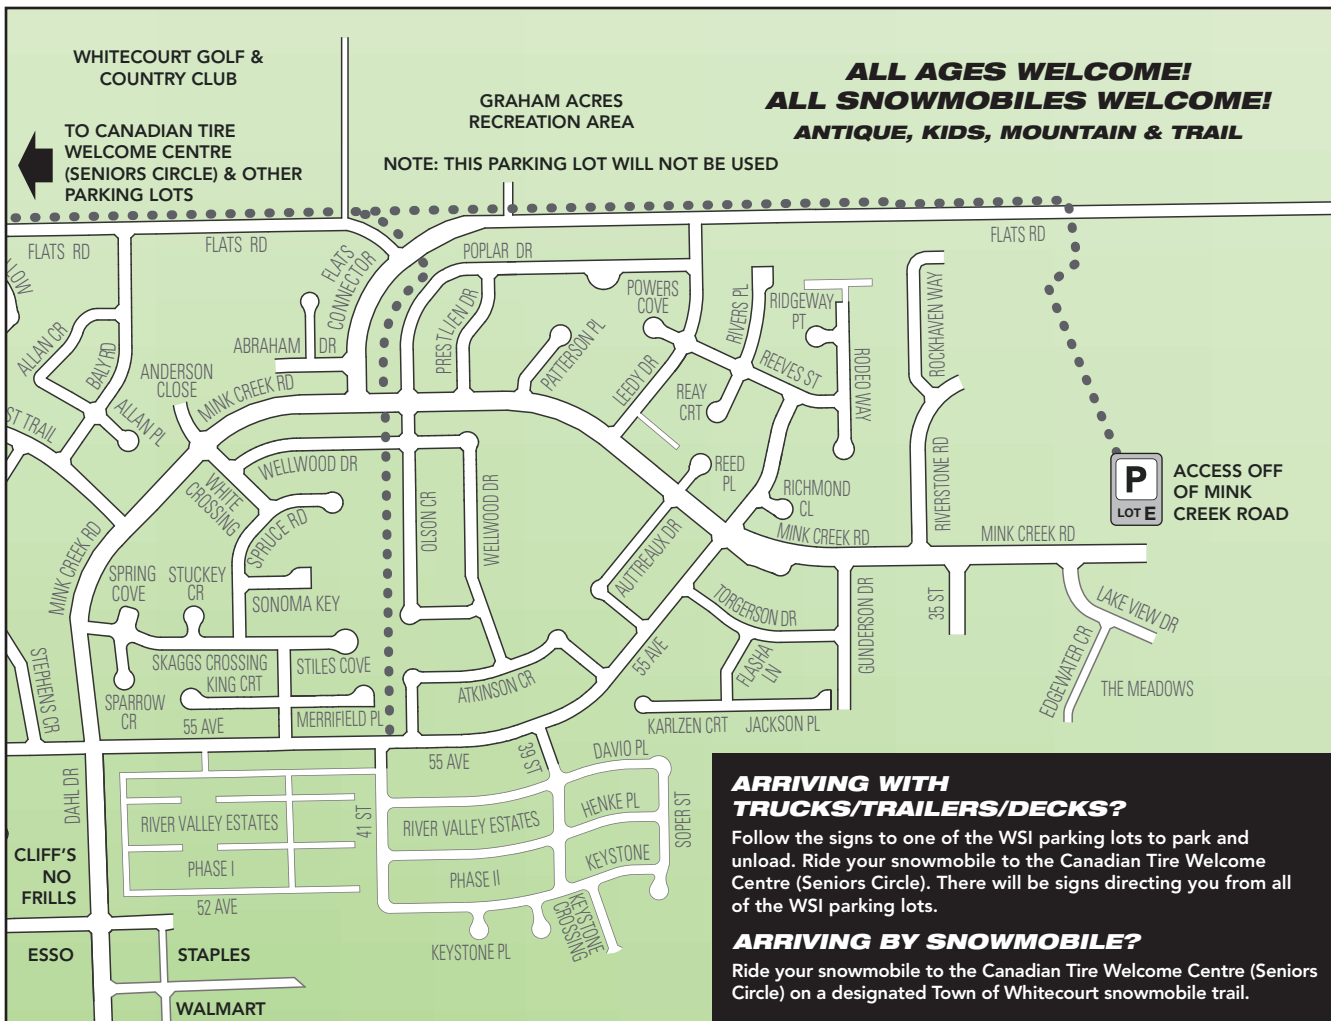 WHITECOURT GOLF &
COUNTRY CLUB
TO CANADIAN TIRE
WELCOME CENTRE
(SENIORS CIRCLE) & OTHER
PARKING LOTS
GRAHAM ACRES
RECREATION AREA
NOTE: THIS PARKING LOT WILL NOT BE USED
ALL AGES WELCOME!
ALL SNOWMOBILES WELCOME!
ANTIQUE, KIDS, MOUNTAIN & TRAIL
FLATS RD
FLATS RD
FLATS
CONNECTOR
POPLAR DR
FLATS RD
LLOW
ALLAN CR
BALY RD
ALLAN PL
ST TRAIL
ANDERSON
CLOSE
ABRAHAM DR
MINK CREEK RD
PRESTLIEN DR
PATTERSON PL
POWERS
COVE
LEEDY DR
RIVERS PL
RIDGEWAY
PT
REEVES ST
REAY
CRT
RODEO WAY
ROCKHAVEN WAY
RIVERSTONE RD
P
LOT E
ACCESS OFF
OF MINK
CREEK ROAD
WELLWOOD DR
WHITE
CROSSING
SPRUCE RD
OLSON CR
WELLWOOD DR
REED
PL
RICHMOND
CL
MINK CREEK RD
MINK CREEK RD
MINK CREEK RD
SPRING
COVE
STUCKEY
CR
SONOMA KEY
AUTTREAUX DR
TORGERSON DR
GUNDERSON DR
35 ST
LAKE VIEW DR
EDGEWATER CR
THE MEADOWS
STEPHENS CR
SKAGGS CROSSING
STILES COVE
KING CRT
SPARROW
CR
55 AVE
MERRIFIELD PL
ATKINSON CR
55 AVE
FLASHA
LN
KARLZEN CRT
JACKSON PL
55 AVE
39 ST
DAVIO PL
DAHL DR
RIVER VALLEY ESTATES
PHASE I
41 ST
RIVER VALLEY ESTATES
PHASE II
HENKE PL
KEYSTONE
SOPER ST
52 AVE
KEYSTONE PL
KEYSTONE
CROSSING
CLIFF'S
NO
FRILLS
ESSO
STAPLES
WALMART
ARRIVING WITH
TRUCKS/TRAILERS/DECKS?
Follow the signs to one of the WSI parking lots to park and
unload. Ride your snowmobile to the Canadian Tire Welcome
Centre (Seniors Circle). There will be signs directing you from all
of the WSI parking lots.
ARRIVING BY SNOWMOBILE?
Ride your snowmobile to the Canadian Tire Welcome Centre (Seniors
Circle) on a designated Town of Whitecourt snowmobile trail.